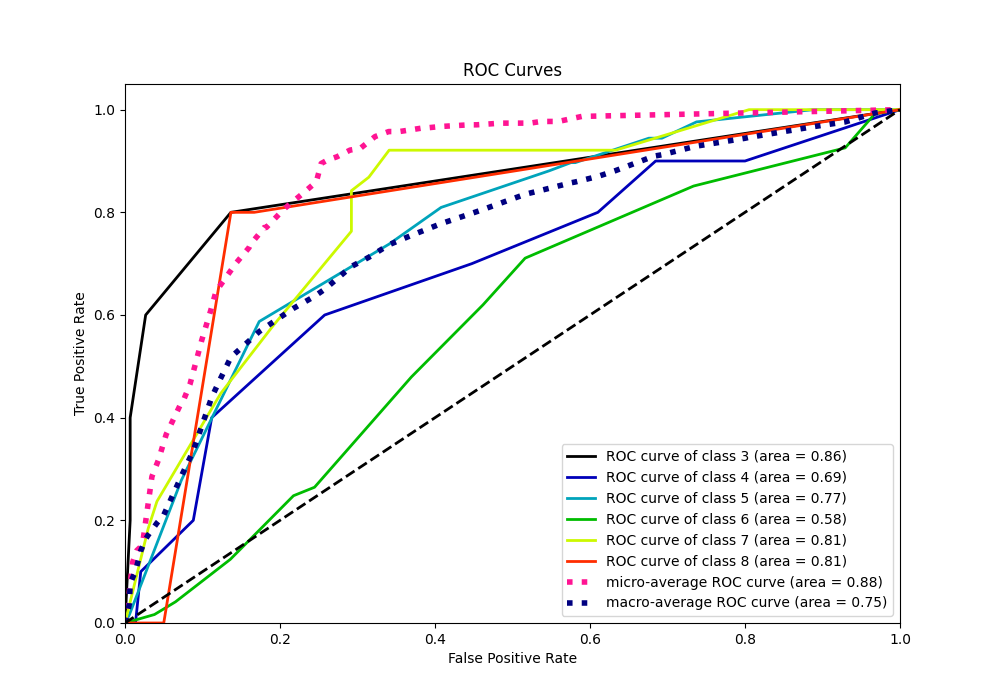 ROC Curves
1.0
0.8
0.6
0.4
0.2
0.0
True Positive Rate
ROC curve of class 3 (area = 0.86)
ROC curve of class 4 (area = 0.69)
ROC curve of class 5 (area = 0.77)
ROC curve of class 6 (area = 0.58)
ROC curve of class 7 (area = 0.81)
ROC curve of class 8 (area = 0.81)
micro-average ROC curve (area = 0.88)
macro-average ROC curve (area = 0.75)
0.0 0.2 0.4 0.6 0.8 1.0
False Positive Rate